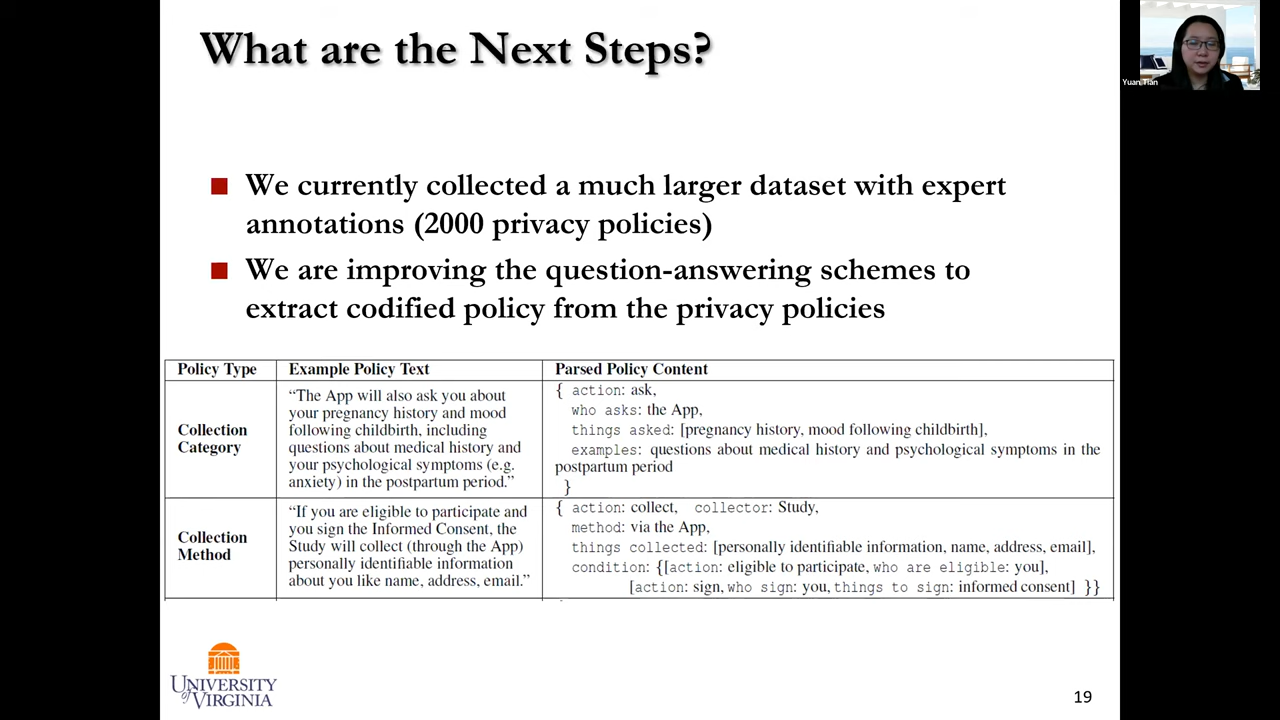 What are the Next Steps?
Yuan Tian
We currently collected a much larger dataset with expert
annotations (2000 privacy policies)
We are improving the question-answering schemes to
extract codified policy from the privacy policies
Policy Type
Example Policy Text
Parsed Policy Content
Collection
Category
“The App will also ask you about
your pregnancy history and mood
following childbirth, including
questions about medical history and
your psychological symptoms (e.g.
anxiety) in the postpartum period.”
{ action: ask,
who asks: the App,
things asked: [pregnancy history, mood following childbirth],
examples: questions about medical history and psychological symptoms in the
postpartum period
}
Collection
Method
“If you are eligible to participate and
you sign the Informed Consent, the
Study will collect (through the App)
personally identifiable information
about you like name, address, email.”
{ action: collect, collector: Study,
method: via the App,
things collected: [personally identifiable information, name, address, email],
condition: {[action: eligible to participate, who are eligible: you],
[action: sign, who sign: you, things to sign: informed consent] }}
UNIVERSITY
of VIRGINIA
19